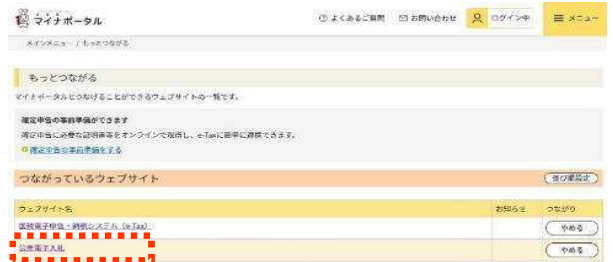 マイナポータル
よくあるご質問 お問い合わせ ログイン中 メニュー
メインメニュー / もっとつながる
もっとつながる
マイナポータルとつなげることができるウェブサイトの一覧です。
確定申告の事前準備ができます
確定申告に必要な証明書等をオンラインで取得し、e-Taxに簡単に連携できます。
確定申告の事前準備をする
つながっているウェブサイト 並び順設定
ウェブサイト名 お知らせ つながり
国税電子申告・納税システム(e-Tax) やめる
公売電子入札 やめる